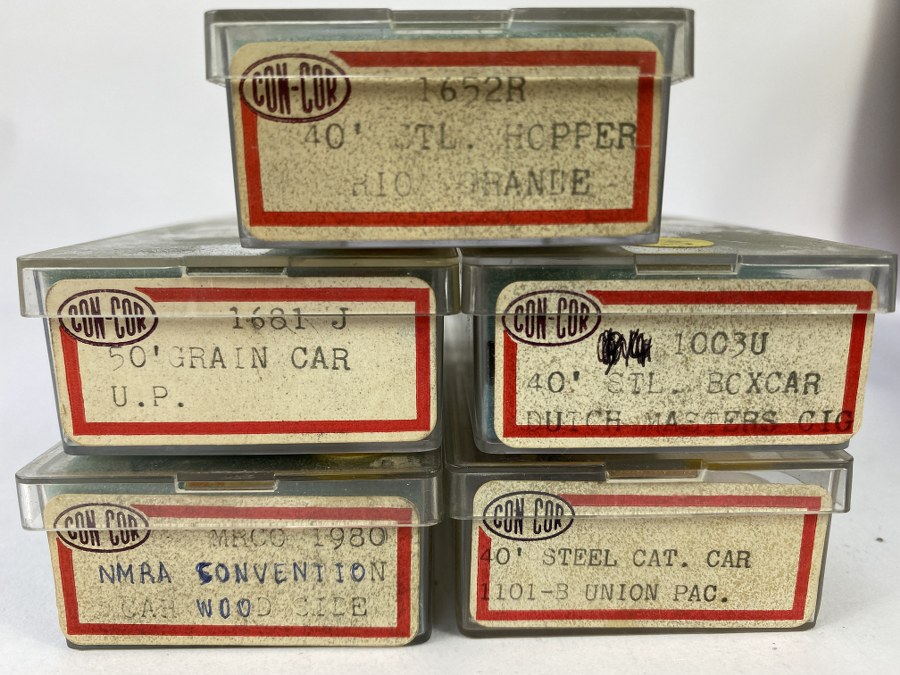 CON-COR
1652R
40' STL. HOPPER
RIO GRANDE
CON-COR
1681 J
50'GRAIN CAR
U.P.
CON-COR
1003U
40' STL. BOXCAR
DUTCH MASTERS CIG
CON COR
MRCG 1980
NMRA CONVENTION
CAR WOOD SIDE
CON COR
40' STEEL CAT. CAR
1101-B UNION PAC.